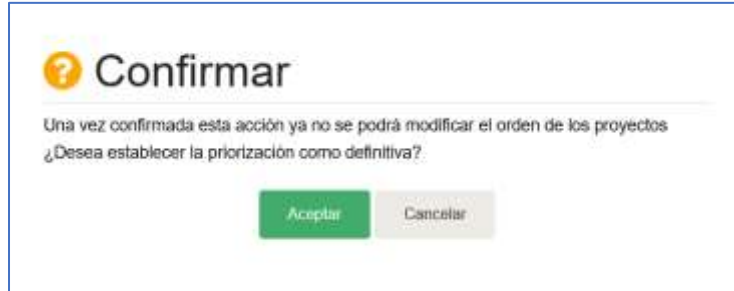 Confirmar
Una vez confirmada esta acción ya no se podrá modificar el orden de los proyectos
¿Desea establecer la priorización como definitiva?
Aceptar Cancelar